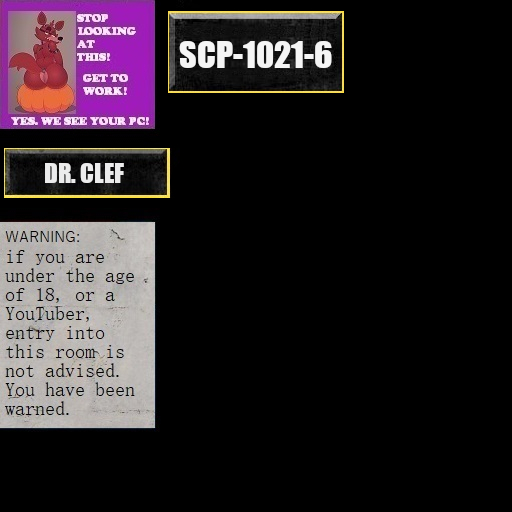 STOP
LOOKING
AT
THIS!
GET TO
WORK!
YES. WE SEE YOUR PC!
SCP-1021-6
DR. CLEF
WARNING:
if you are
under the age
of 18, or a
YouTuber,
entry into
this room is
not advised.
You have been
warned.